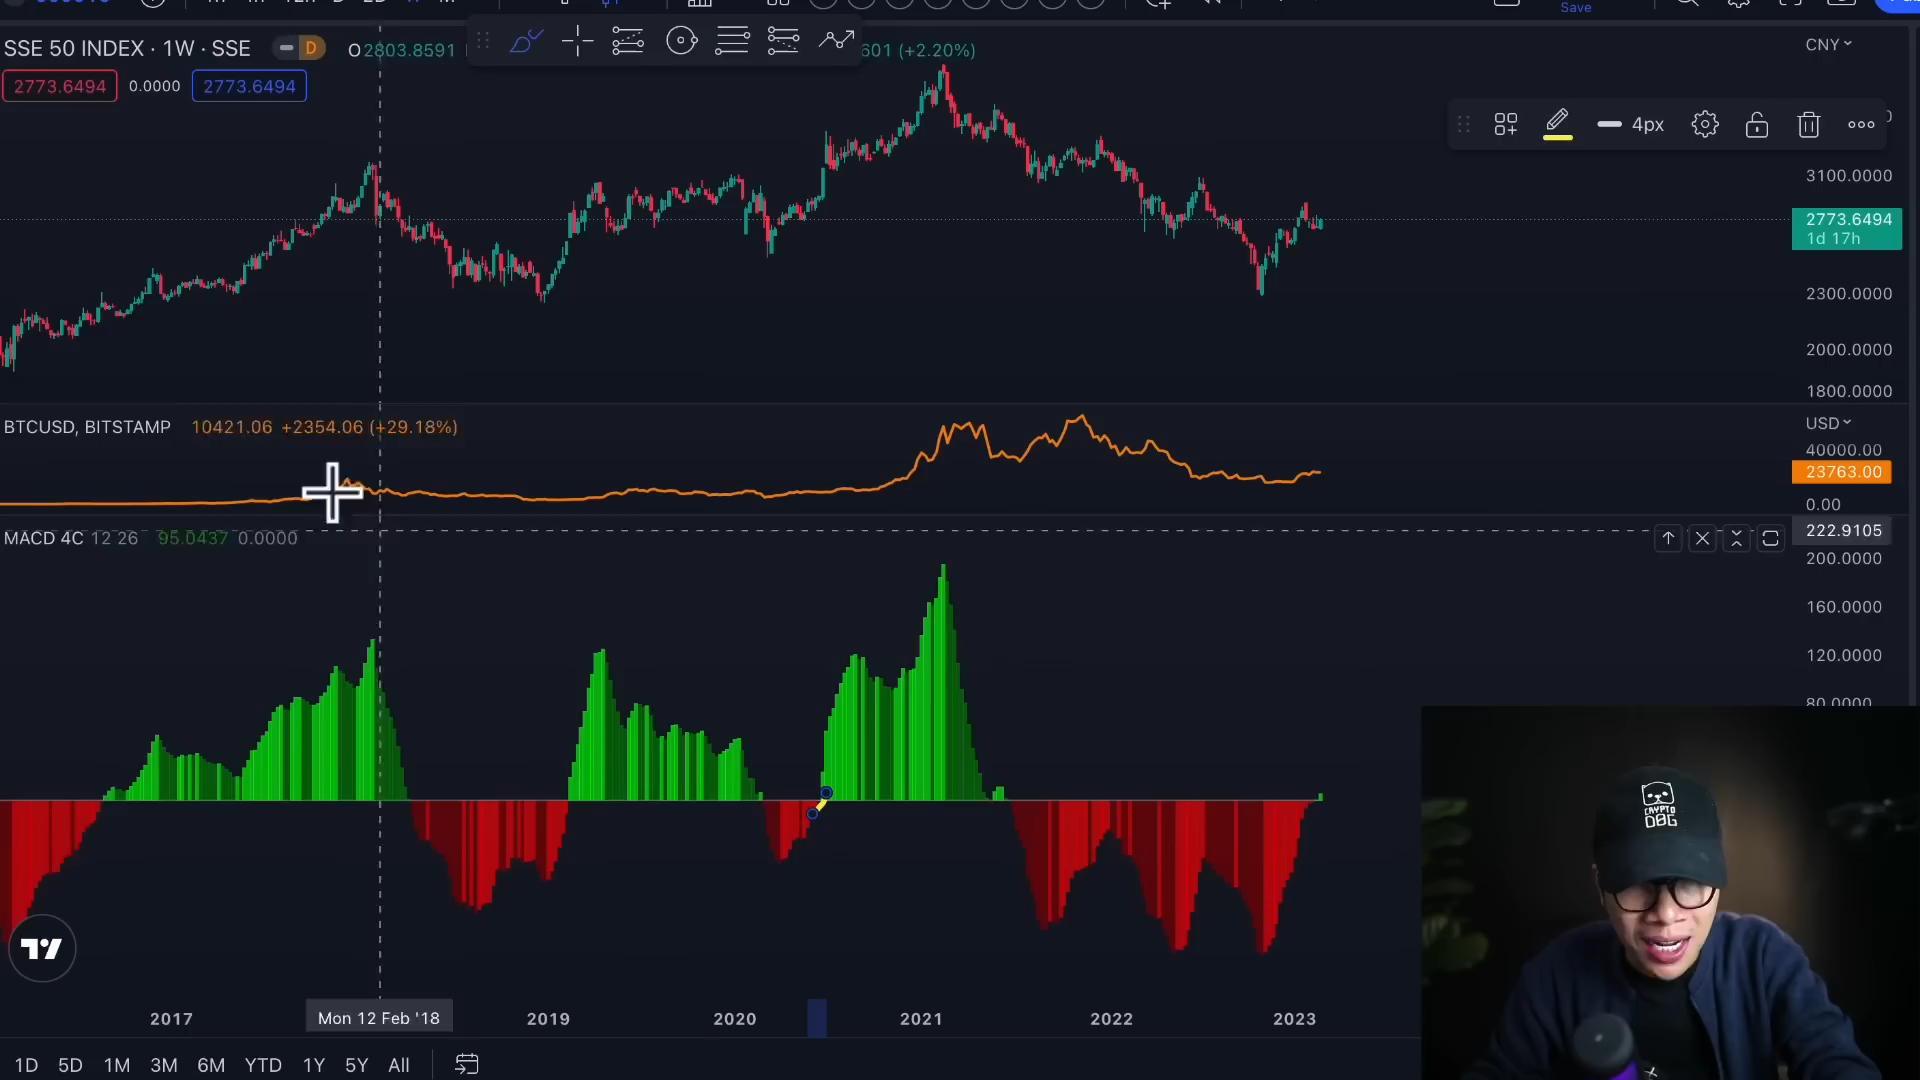 Save
SSE 50 INDEX · 1W · SSE
D
O2803.8591
601 (+2.20%)
CNY
2773.6494
0.0000
2773.6494
4px
3100.0000
2773.6494
1d 17h
2300.0000
2000.0000
1800.0000
BTCUSD, BITSTAMP 10421.06 +2354.06 (+29.18%)
USD
40000.00
23763.00
0.00
MACD 4C 12 26 95.0437 0.0000
222.9105
200.0000
160.0000
120.0000
80.0000
CRYPTO
DOG
2017
Mon 12 Feb '18
2019
2020
2021
2022
2023
1D 5D 1M 3M 6M YTD 1Y 5Y All